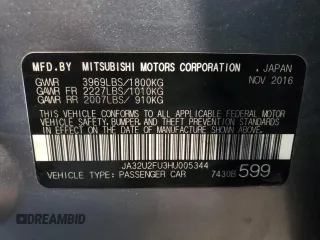 MFD.BY MITSUBISHI MOTORS CORPORATION , JAPAN
GVWR 3969LBS/1800KG NOV 2016
GAWR FR 2227LBS/1010KG
GAWR RR 2007LBS/ 910KG
THIS VEHICLE CONFORMS TO ALL APPLICABLE FEDERAL MOTOR
VEHICLE SAFETY, BUMPER, AND THEFT PREVENTION STANDARDS
IN EFFECT ON THE DATE OF MANUFACTURE SHOWN ABOVE.
JA32U2FU3HU005344
VEHICLE TYPE: PASSENGER CAR 7430B 599
AUTOBIDMASTER